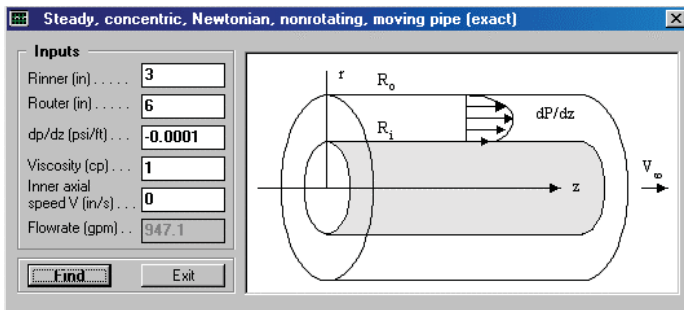 Steady, concentric, Newtonian, nonrotating, moving pipe (exact)
Inputs
Rinner (in) . . . . . 3
Router (in) . . . . . 6
dp/dz (psi/ft) . . . -0.0001
Viscosity (cp) . . . 1
Inner axial
speed V (in/s) . . . 0
Flowrate (gpm) . . 947.1
Find Exit
r
Ro
Ri
dP/dz
V∞
z